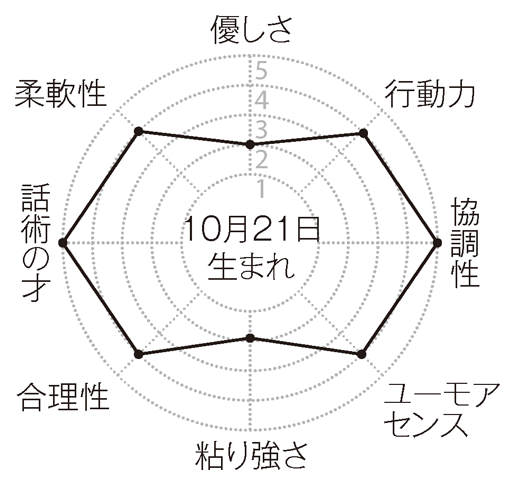 優しさ
柔軟性
行動力
5
4
3
2
1
話術の才
10月21日
生まれ
協調性
合理性
ユーモア
センス
粘り強さ